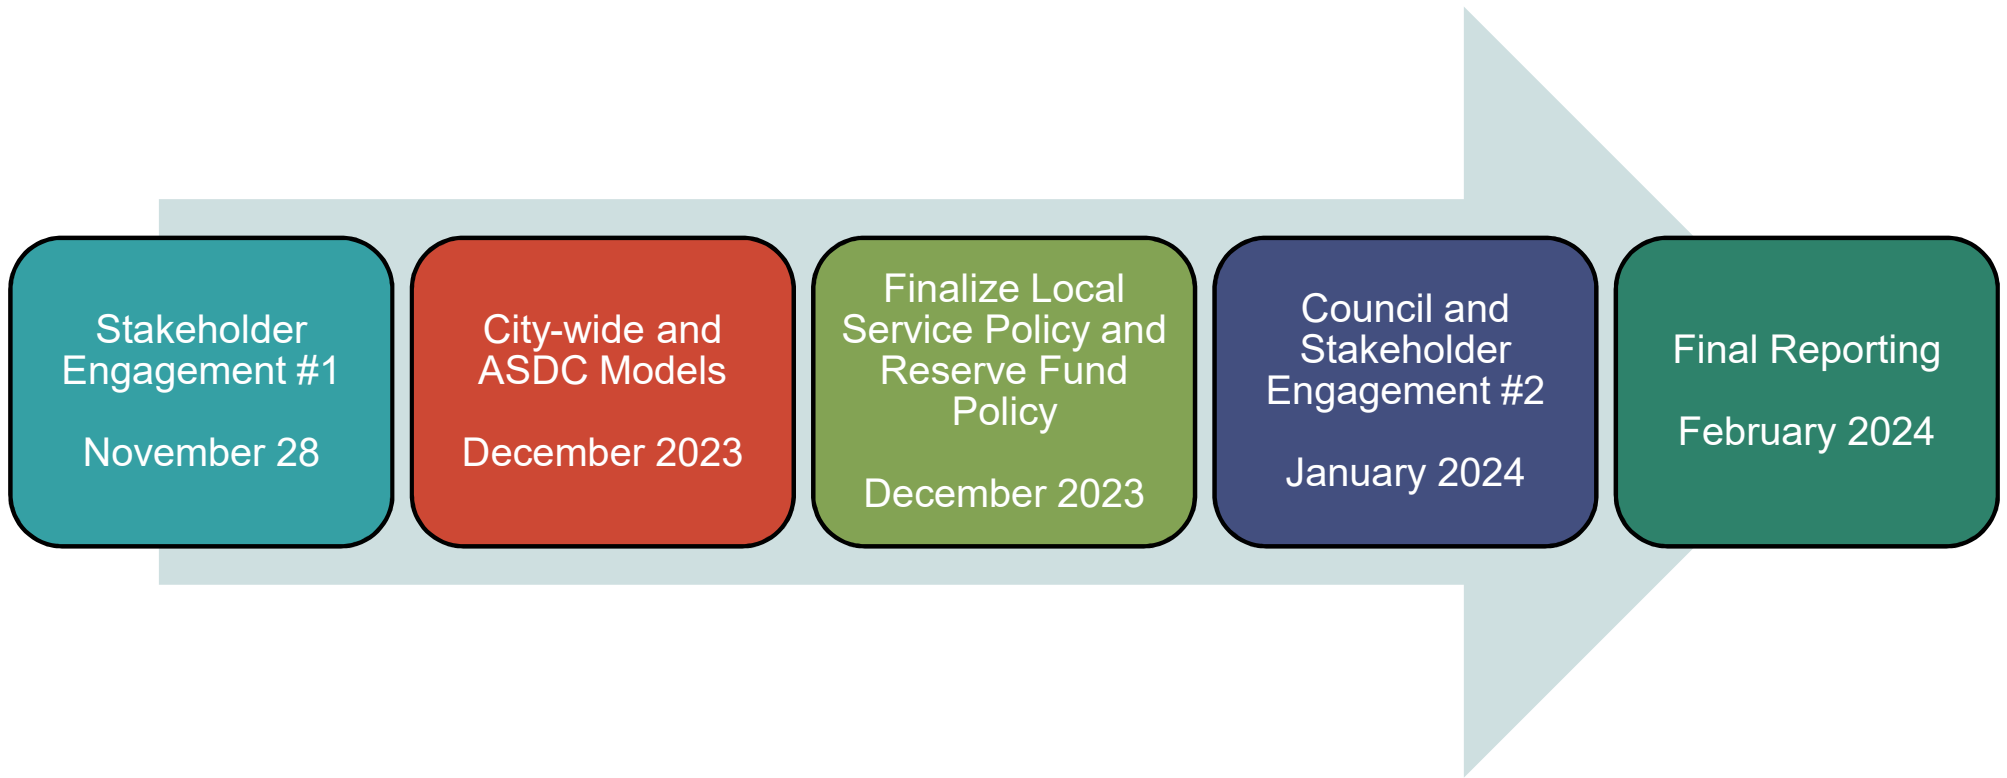 Stakeholder
Engagement #1
November 28
City-wide and
ASDC Models
December 2023
Finalize Local
Service Policy and
Reserve Fund
Policy
December 2023
Council and
Stakeholder
Engagement #2
January 2024
Final Reporting
February 2024